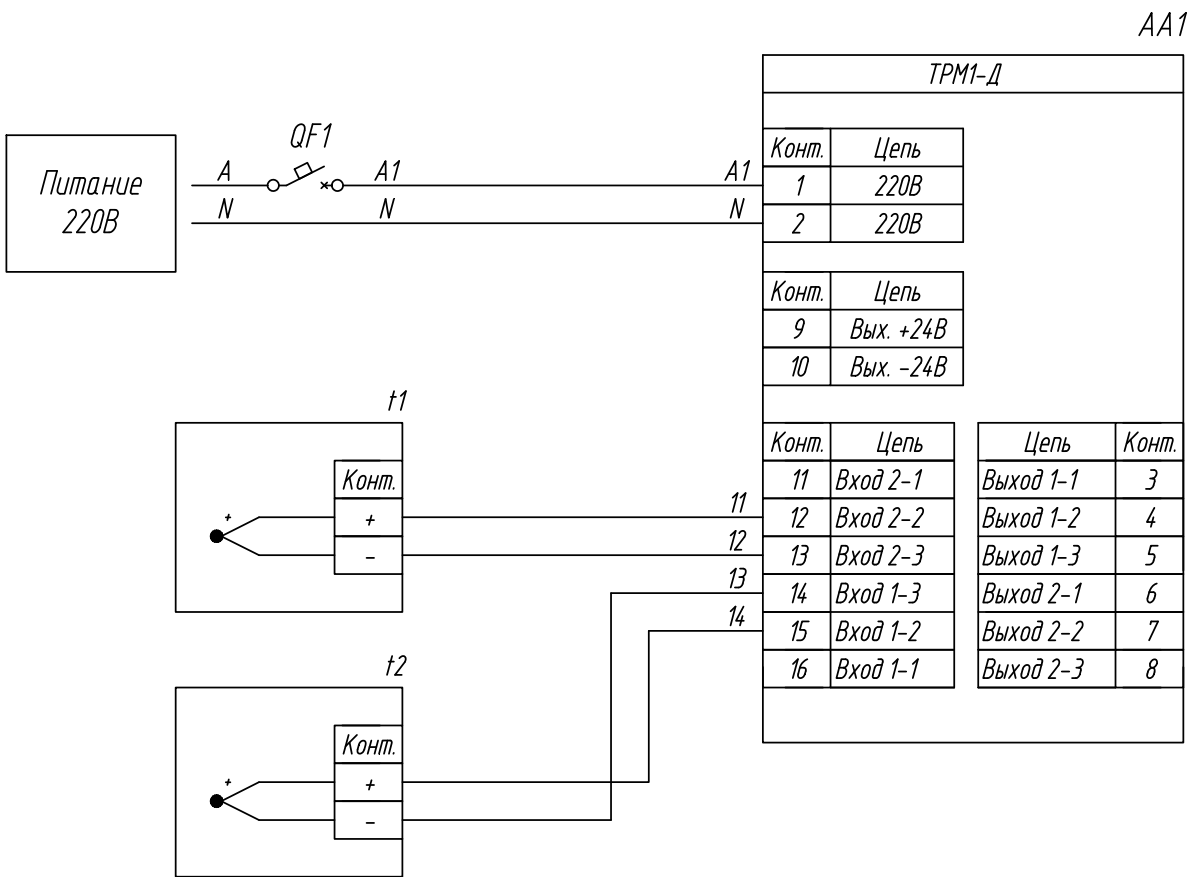 AA1
ТРМ1-Д
Питание
220В
QF1
A A1 A1
N N N
Конт. Цепь
1 220В
2 220В
Конт. Цепь
9 Вых. +24В
10 Вых. -24В
t1
Конт.
+
-
+
11
12
13
14
Конт. Цепь Цепь Конт.
11 Вход 2-1 Выход 1-1 3
12 Вход 2-2 Выход 1-2 4
13 Вход 2-3 Выход 1-3 5
14 Вход 1-3 Выход 2-1 6
15 Вход 1-2 Выход 2-2 7
16 Вход 1-1 Выход 2-3 8
t2
Конт.
+
-
+